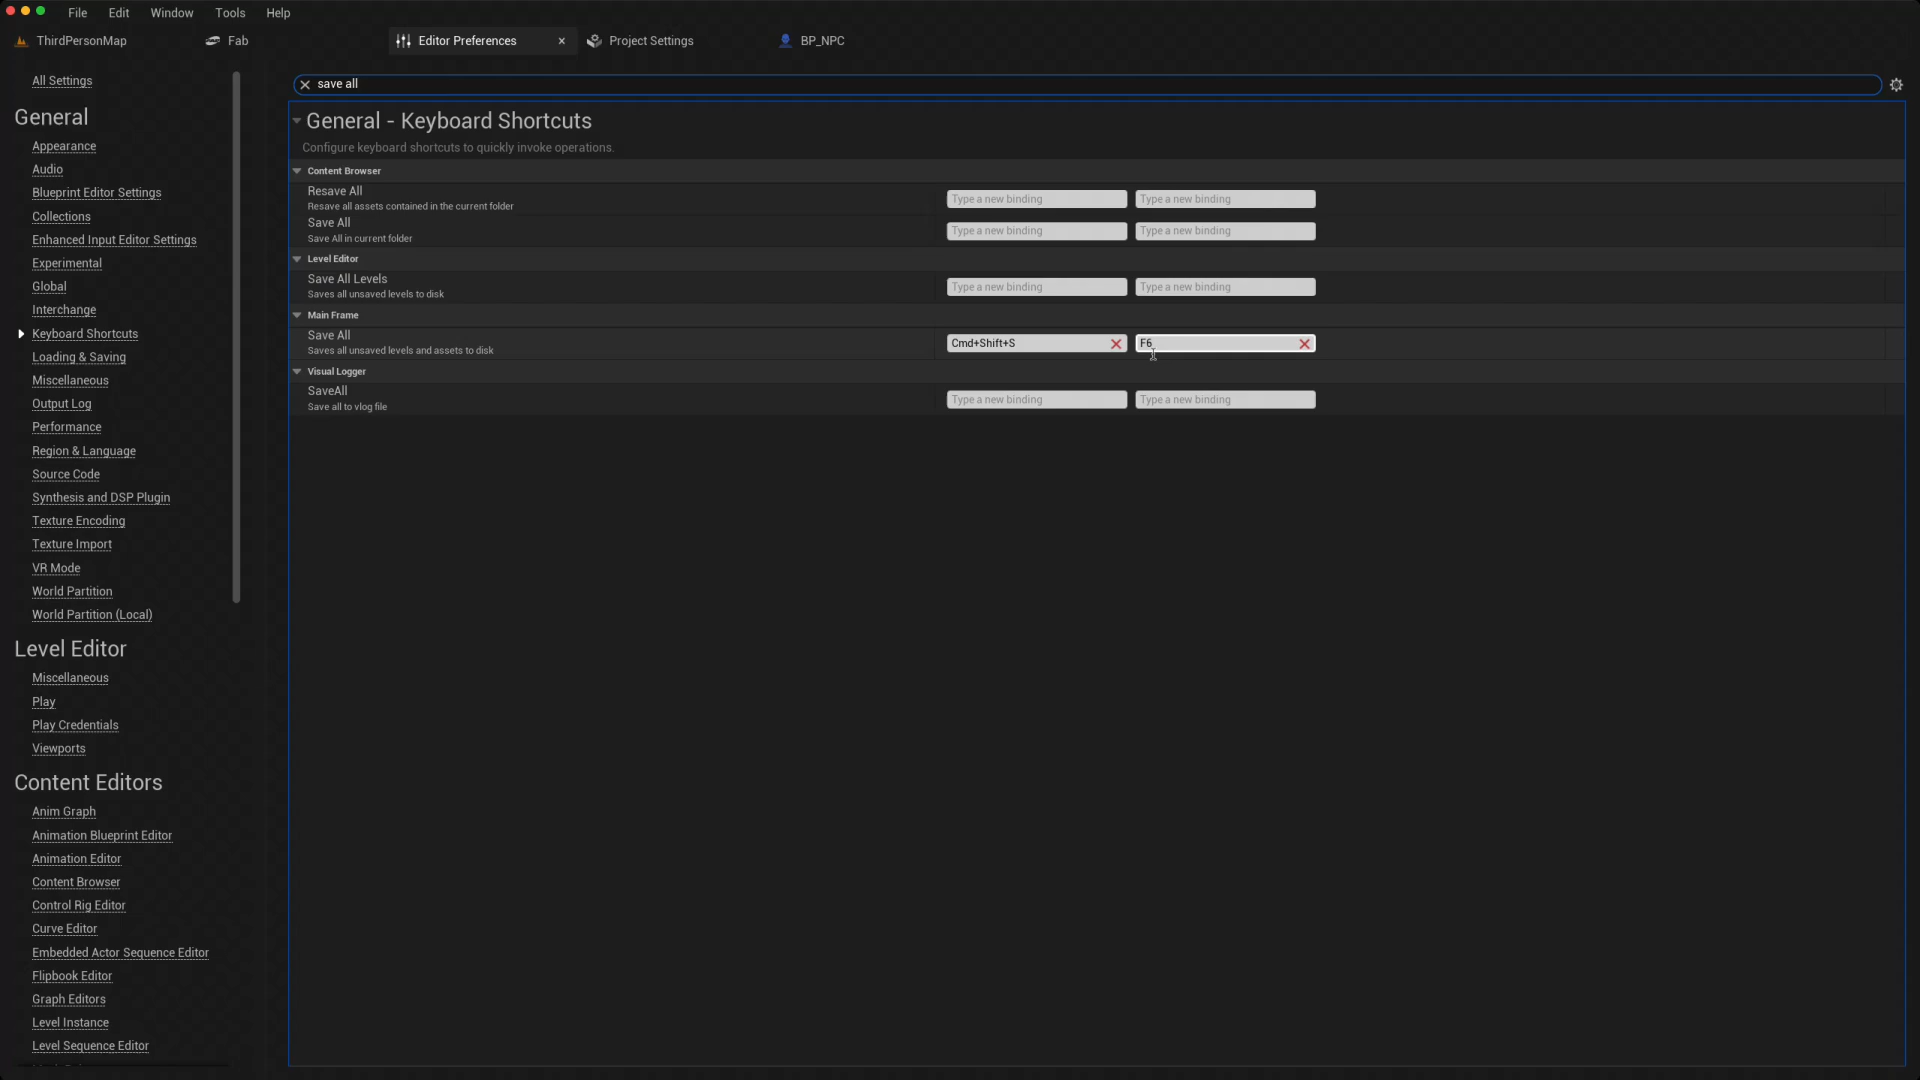 File Edit Window Tools Help
ThirdPersonMap Fab Editor Preferences Project Settings BP_NPC
All Settings
General
Appearance
Audio
Blueprint Editor Settings
Collections
Enhanced Input Editor Settings
Experimental
Global
Interchange
Keyboard Shortcuts
Loading & Saving
Miscellaneous
Output Log
Performance
Region & Language
Source Code
Synthesis and DSP Plugin
Texture Encoding
Texture Import
VR Mode
World Partition
World Partition (Local)
Level Editor
Miscellaneous
Play
Play Credentials
Viewports
Content Editors
Anim Graph
Animation Blueprint Editor
Animation Editor
Content Browser
Control Rig Editor
Curve Editor
Embedded Actor Sequence Editor
Flipbook Editor
Graph Editors
Level Instance
Level Sequence Editor
save all
General - Keyboard Shortcuts
Configure keyboard shortcuts to quickly invoke operations.
Content Browser
Resave All
Resave all assets contained in the current folder
Type a new binding Type a new binding
Save All
Save All in current folder
Type a new binding Type a new binding
Level Editor
Save All Levels
Saves all unsaved levels to disk
Type a new binding Type a new binding
Main Frame
Save All
Saves all unsaved levels and assets to disk
Cmd+Shift+S F6
Visual Logger
SaveAll
Save all to vlog file
Type a new binding Type a new binding